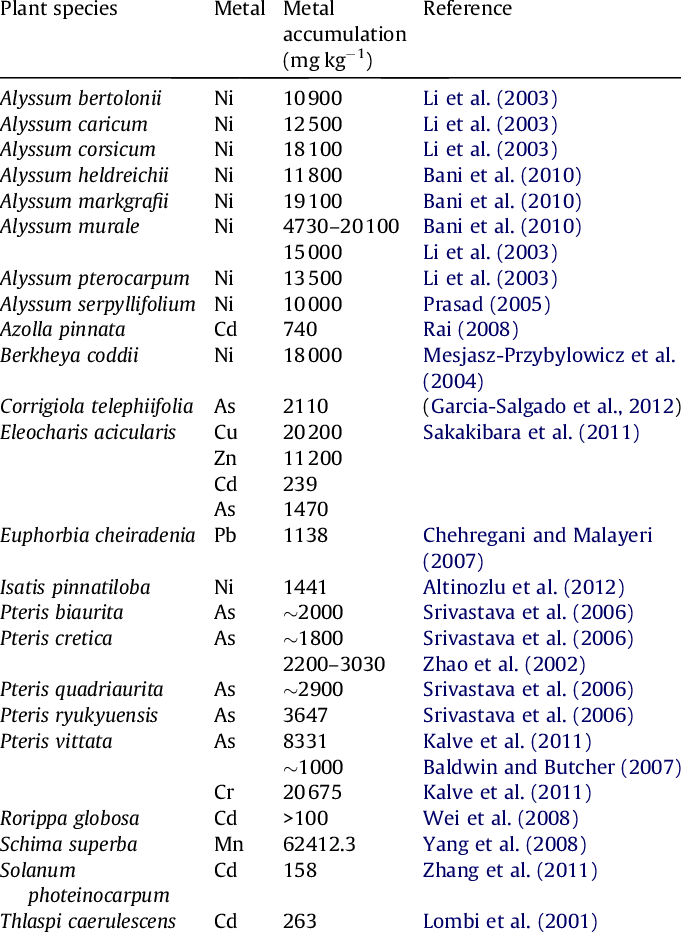 Plant species Metal Metal Reference
accumulation
(mg kg⁻¹)
Alyssum bertolonii Ni 10 900 Li et al. (2003)
Alyssum caricum Ni 12 500 Li et al. (2003)
Alyssum corsicum Ni 18 100 Li et al. (2003)
Alyssum heldreichii Ni 11 800 Bani et al. (2010)
Alyssum markgrafii Ni 19 100 Bani et al. (2010)
Alyssum murale Ni 4730–20 100 Bani et al. (2010)
15 000 Li et al. (2003)
Alyssum pterocarpum Ni 13 500 Li et al. (2003)
Alyssum serpyllifolium Ni 10 000 Prasad (2005)
Azolla pinnata Cd 740 Rai (2008)
Berkheya coddii Ni 18 000 Mesjasz-Przybylowicz et al.
(2004)
Corrigiola telephiifolia As 2110 (Garcia-Salgado et al., 2012)
Eleocharis acicularis Cu 20 200 Sakakibara et al. (2011)
Zn 11 200
Cd 239
As 1470
Euphorbia cheiradenia Pb 1138 Chehregani and Malayeri
(2007)
Isatis pinnatiloba Ni 1441 Altinozlu et al. (2012)
Pteris biaurita As ∼2000 Srivastava et al. (2006)
Pteris cretica As ∼1800 Srivastava et al. (2006)
2200–3030 Zhao et al. (2002)
Pteris quadriaurita As ∼2900 Srivastava et al. (2006)
Pteris ryukyuensis As 3647 Srivastava et al. (2006)
Pteris vittata As 8331 Kalve et al. (2011)
∼1000 Baldwin and Butcher (2007)
Cr 20 675 Kalve et al. (2011)
Rorippa globosa Cd >100 Wei et al. (2008)
Schima superba Mn 62412.3 Yang et al. (2008)
Solanum Cd 158 Zhang et al. (2011)
photeinocarpum
Thlaspi caerulescens Cd 263 Lombi et al. (2001)